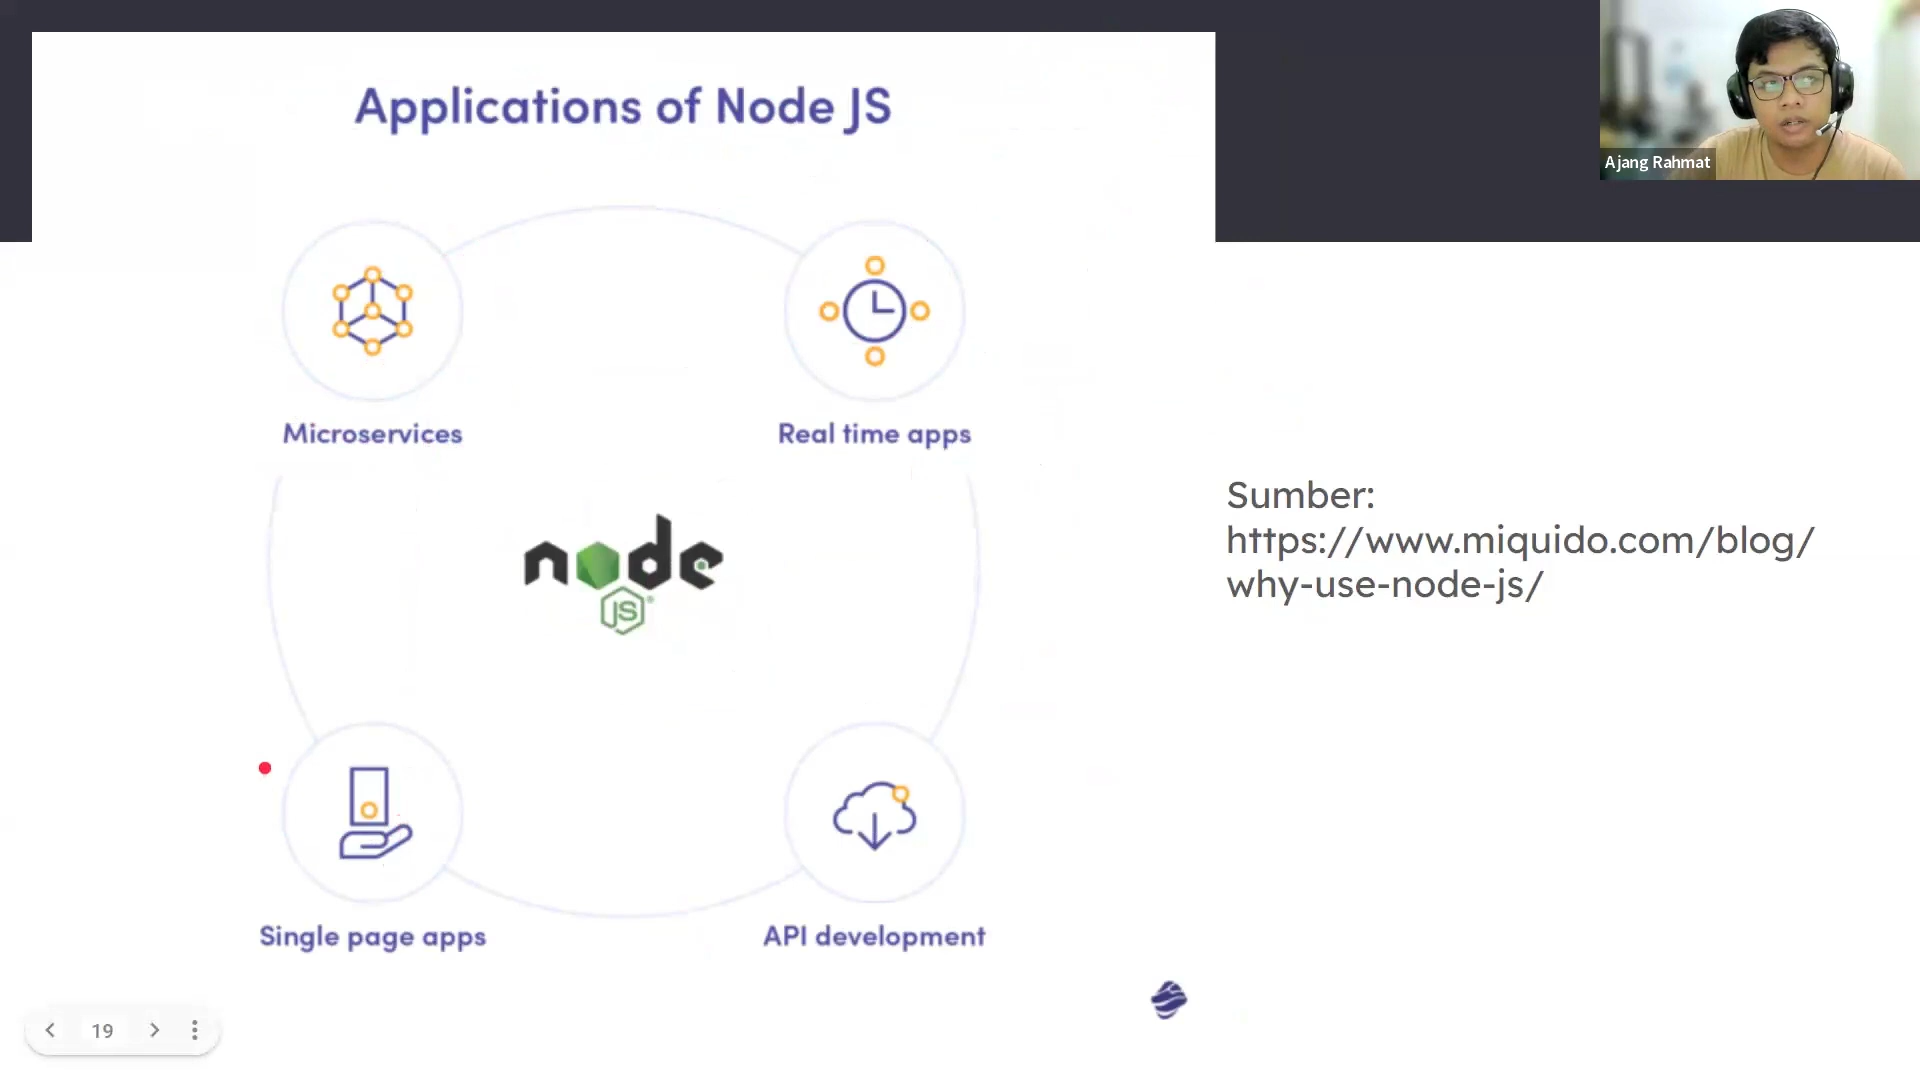 Applications of Node JS
Ajang Rahmat
Microservices
Real time apps
node
JS
Sumber:
https://www.miquido.com/blog/
why-use-node-js/
Single page apps
API development
19